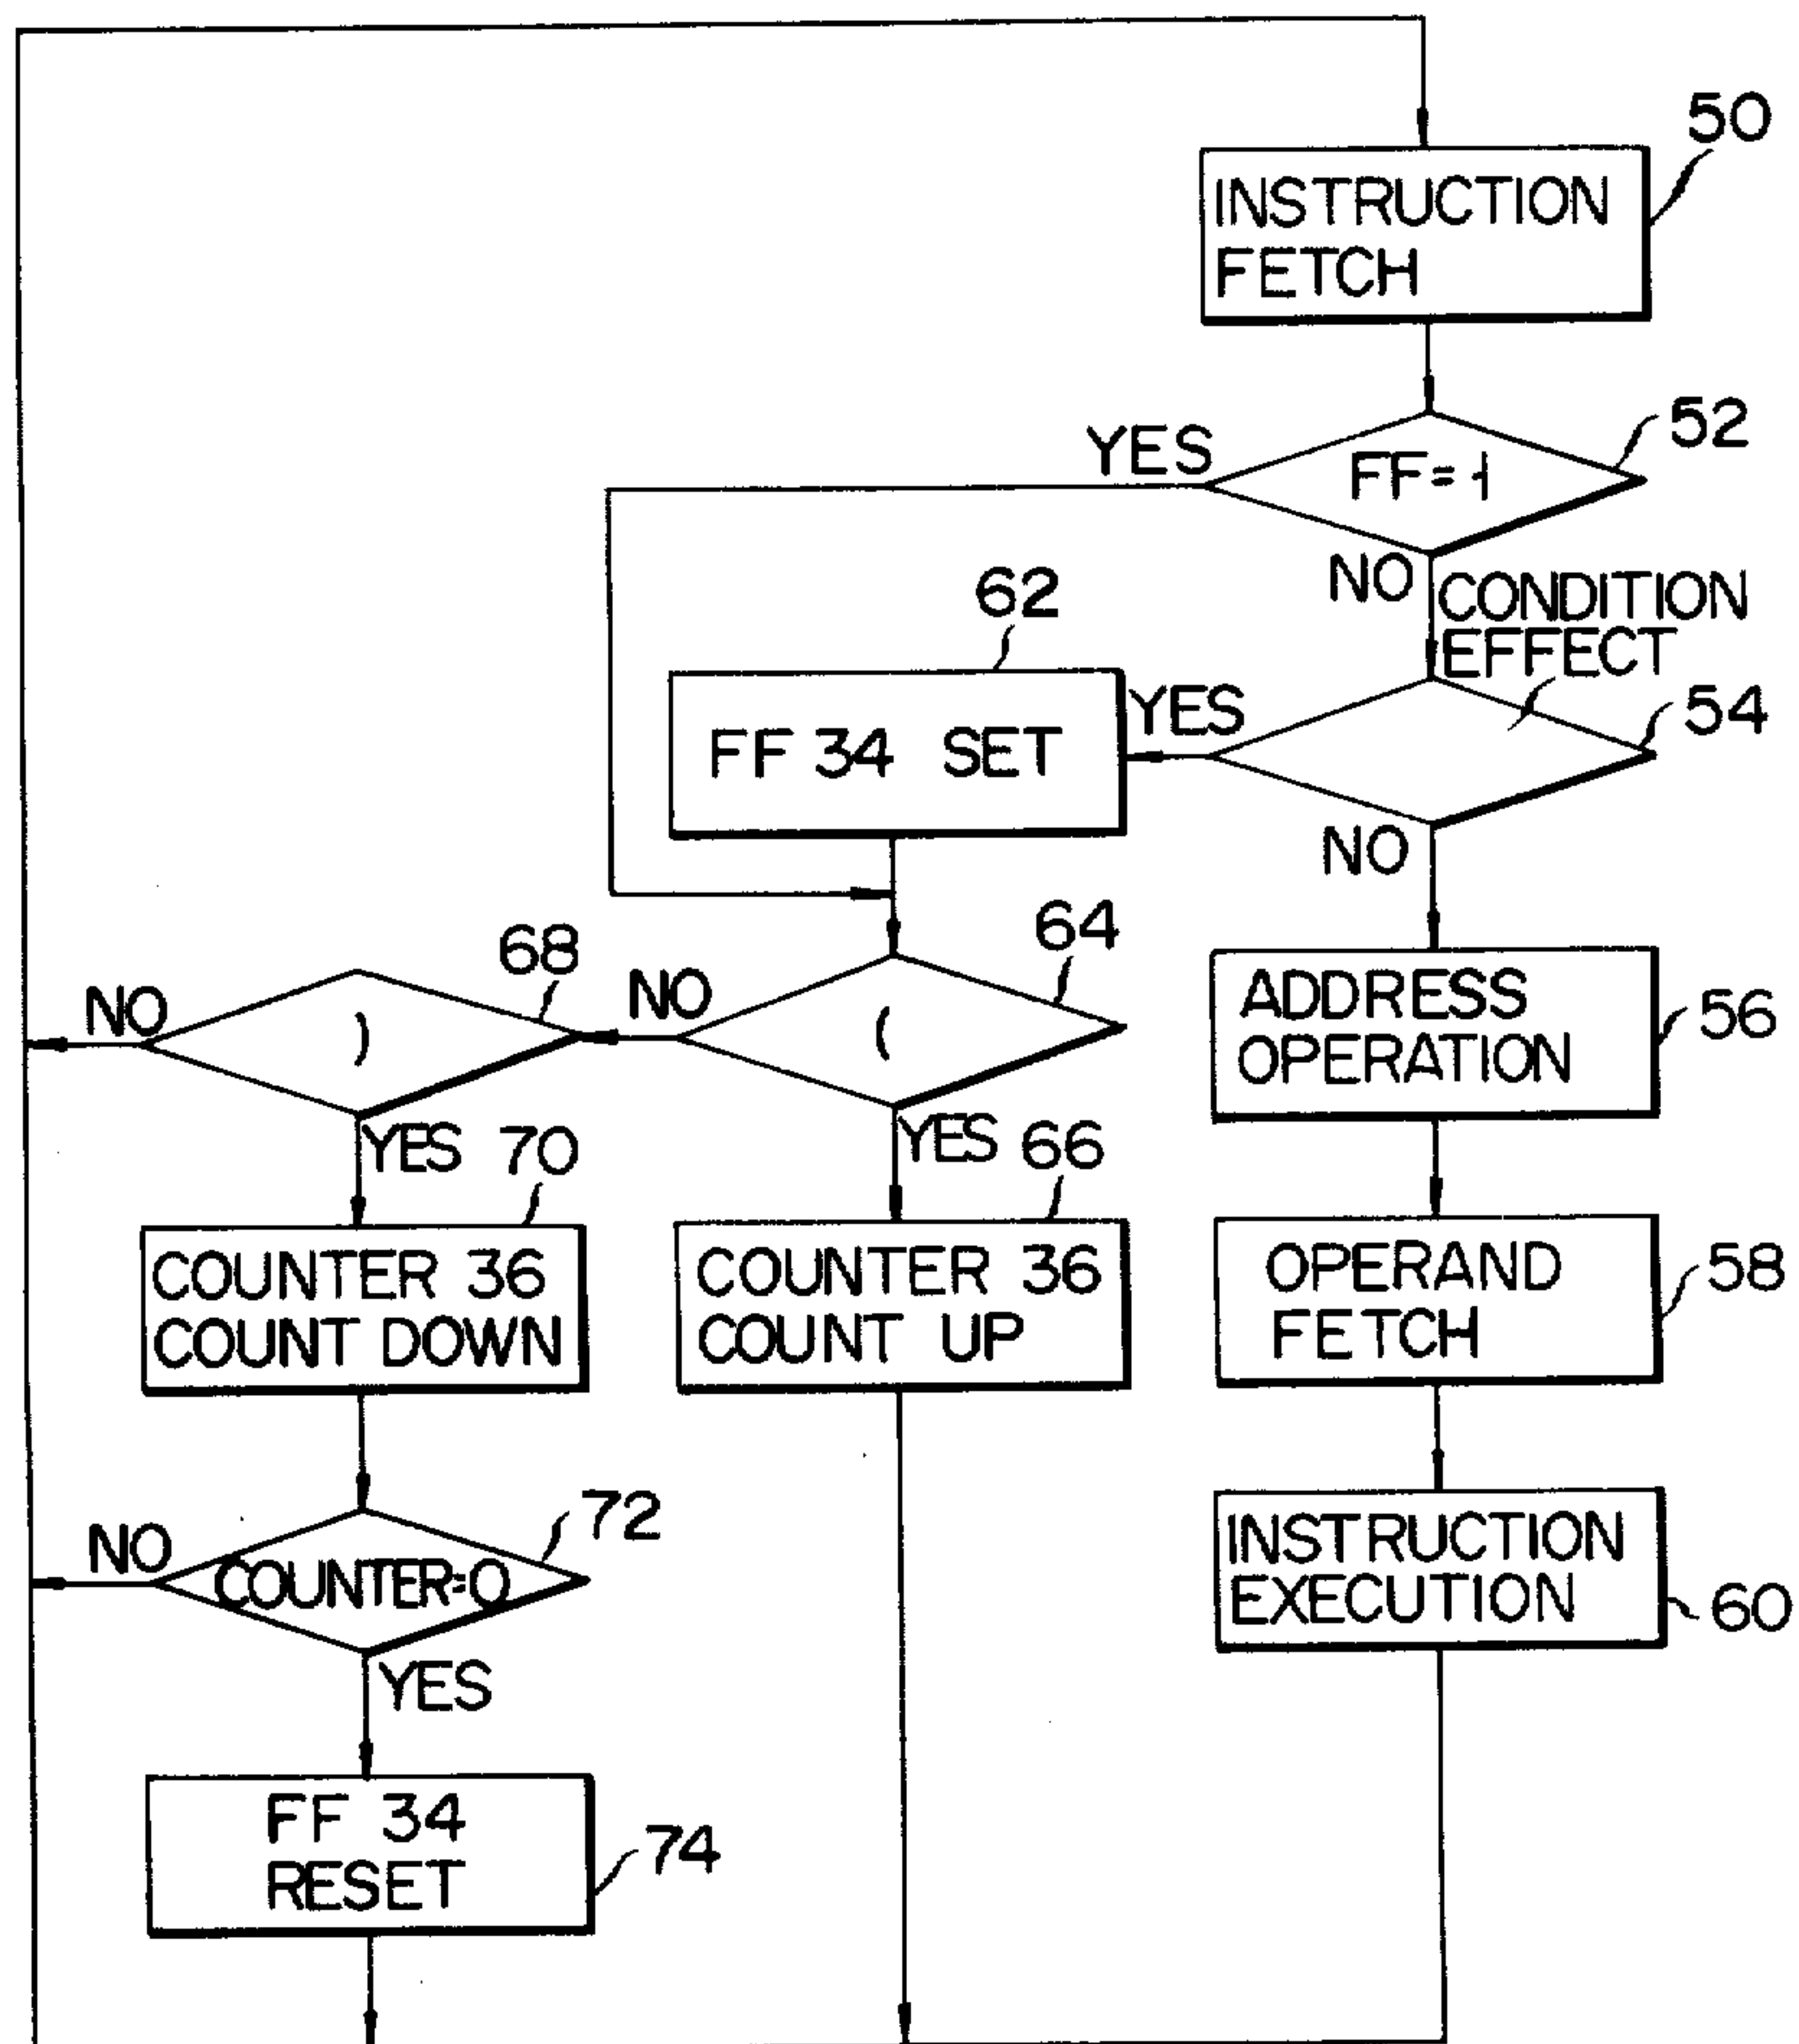 50
INSTRUCTION
FETCH
52
YES
FF=1
NO
CONDITION
EFFECT
62
YES
54
FF 34 SET
NO
64
68
NO
NO
)
(
ADDRESS
OPERATION
56
YES
70
YES
66
COUNTER 36
COUNT DOWN
COUNTER 36
COUNT UP
OPERAND
FETCH
58
72
NO
COUNTER=0
INSTRUCTION
EXECUTION
60
YES
FF 34
RESET
74